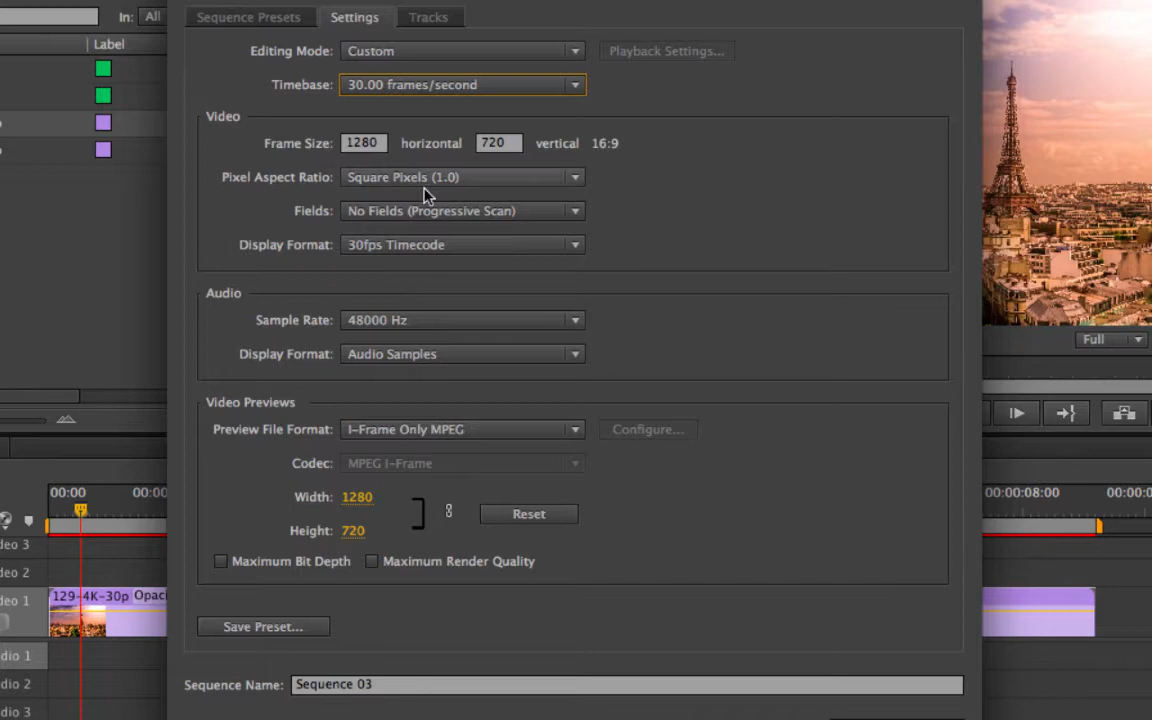 In: All
Label
Sequence Presets Settings Tracks
Editing Mode: Custom Playback Settings...
Timebase: 30.00 frames/second
Video
Frame Size: 1280 horizontal 720 vertical 16:9
Pixel Aspect Ratio: Square Pixels (1.0)
Fields: No Fields (Progressive Scan)
Display Format: 30fps Timecode
Audio
Sample Rate: 48000 Hz
Display Format: Audio Samples
Full
Video Previews
Preview File Format: I-Frame Only MPEG Configure...
Codec: MPEG I-Frame
Width: 1280
Reset
Height: 720
Maximum Bit Depth Maximum Render Quality
Save Preset...
Sequence Name: Sequence 03
00:00 00:00:08:00
deo 3
deo 2
deo 1 129-4K-30p Opaci
dio 1
dio 2
dio 3